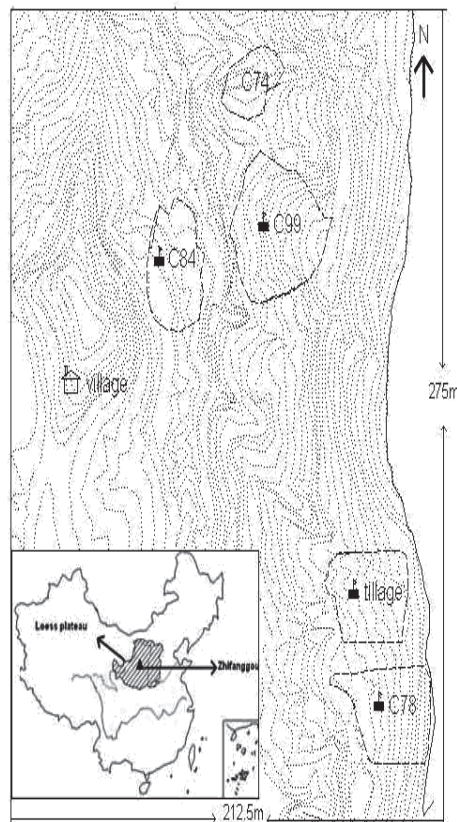 N
C74
C99
C84
village
275m
tillage
Loess plateau
Zhifanggou
C78
212.5m